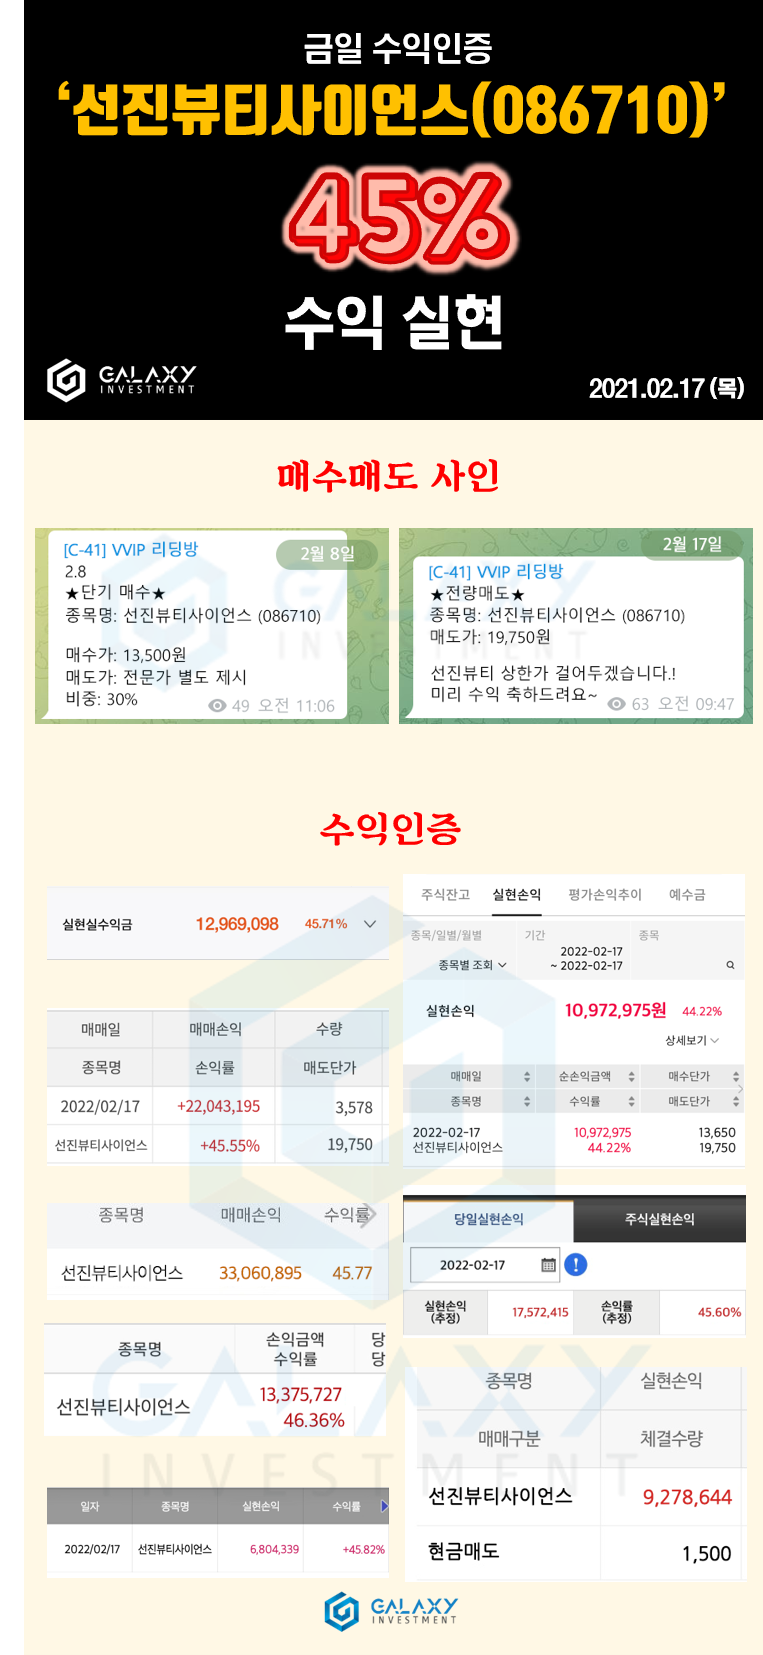 금일 수익인증
‘선진뷰티사이언스(086710)’
45%
수익 실현
GALAXY
INVESTMENT
2021.02.17 (목)
매수매도 사인
[C-41] VVIP 리딩방
2월 8일
2.8
★단기 매수★
종목명: 선진뷰티사이언스 (086710)
매수가: 13,500원
매도가: 전문가 별도 제시
비중: 30%
49 오전 11:06
2월 17일
[C-41] VVIP 리딩방
★전량매도★
종목명: 선진뷰티사이언스 (086710)
매도가: 19,750원
선진뷰티 상한가 걸어두겠습니다.!
미리 수익 축하드려요~
63 오전 09:47
GALAXY
INVESTMENT
수익인증
실현실수익금 12,969,098 45.71%
매매일 매매손익 수량
종목명 손익률 매도단가
2022/02/17 +22,043,195 3,578
선진뷰티사이언스 +45.55% 19,750
종목명 매매손익 수익률
선진뷰티사이언스 33,060,895 45.77
종목명 손익금액 당
수익률 당
선진뷰티사이언스 13,375,727
46.36%
일자 종목명 실현손익 수익률
2022/02/17 선진뷰티사이언스 6,804,339 +45.82%
주식잔고 실현손익 평가손익추이 예수금
종목/일별/월별 기간 종목
종목별 조회 2022-02-17
~ 2022-02-17
실현손익 10,972,975원 44.22%
상세보기
매매일 순손익금액 매수단가
종목명 수익률 매도단가
2022-02-17 10,972,975 13,650
선진뷰티사이언스 44.22% 19,750
당일실현손익 주식실현손익
2022-02-17
실현손익 17,572,415 손익률 45.60%
(추정) (추정)
종목명 실현손익
매매구분 체결수량
선진뷰티사이언스 9,278,644
현금매도 1,500
GALAXY
INVESTMENT
GALAXY
INVESTMENT